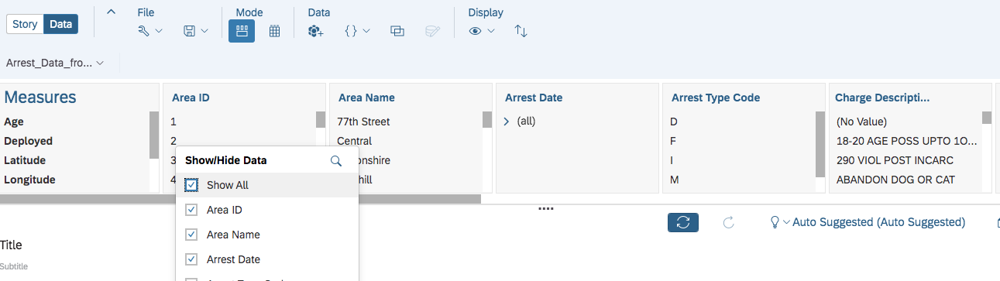 File Mode Data Display
Story Data
Arrest_Data_fro...
Measures Area ID Area Name Arrest Date Arrest Type Code Charge Descripti...
Age 1 77th Street (all) D (No Value)
Deployed 2 Central F 18-20 AGE POSS UPTO 1O...
Latitude 3 onshire I 290 VIOL POST INCARC
Longitude 4 hill M ABANDON DOG OR CAT
Show/Hide Data
Show All
Area ID
Area Name
Arrest Date
Auto Suggested (Auto Suggested)
Title
Subtitle